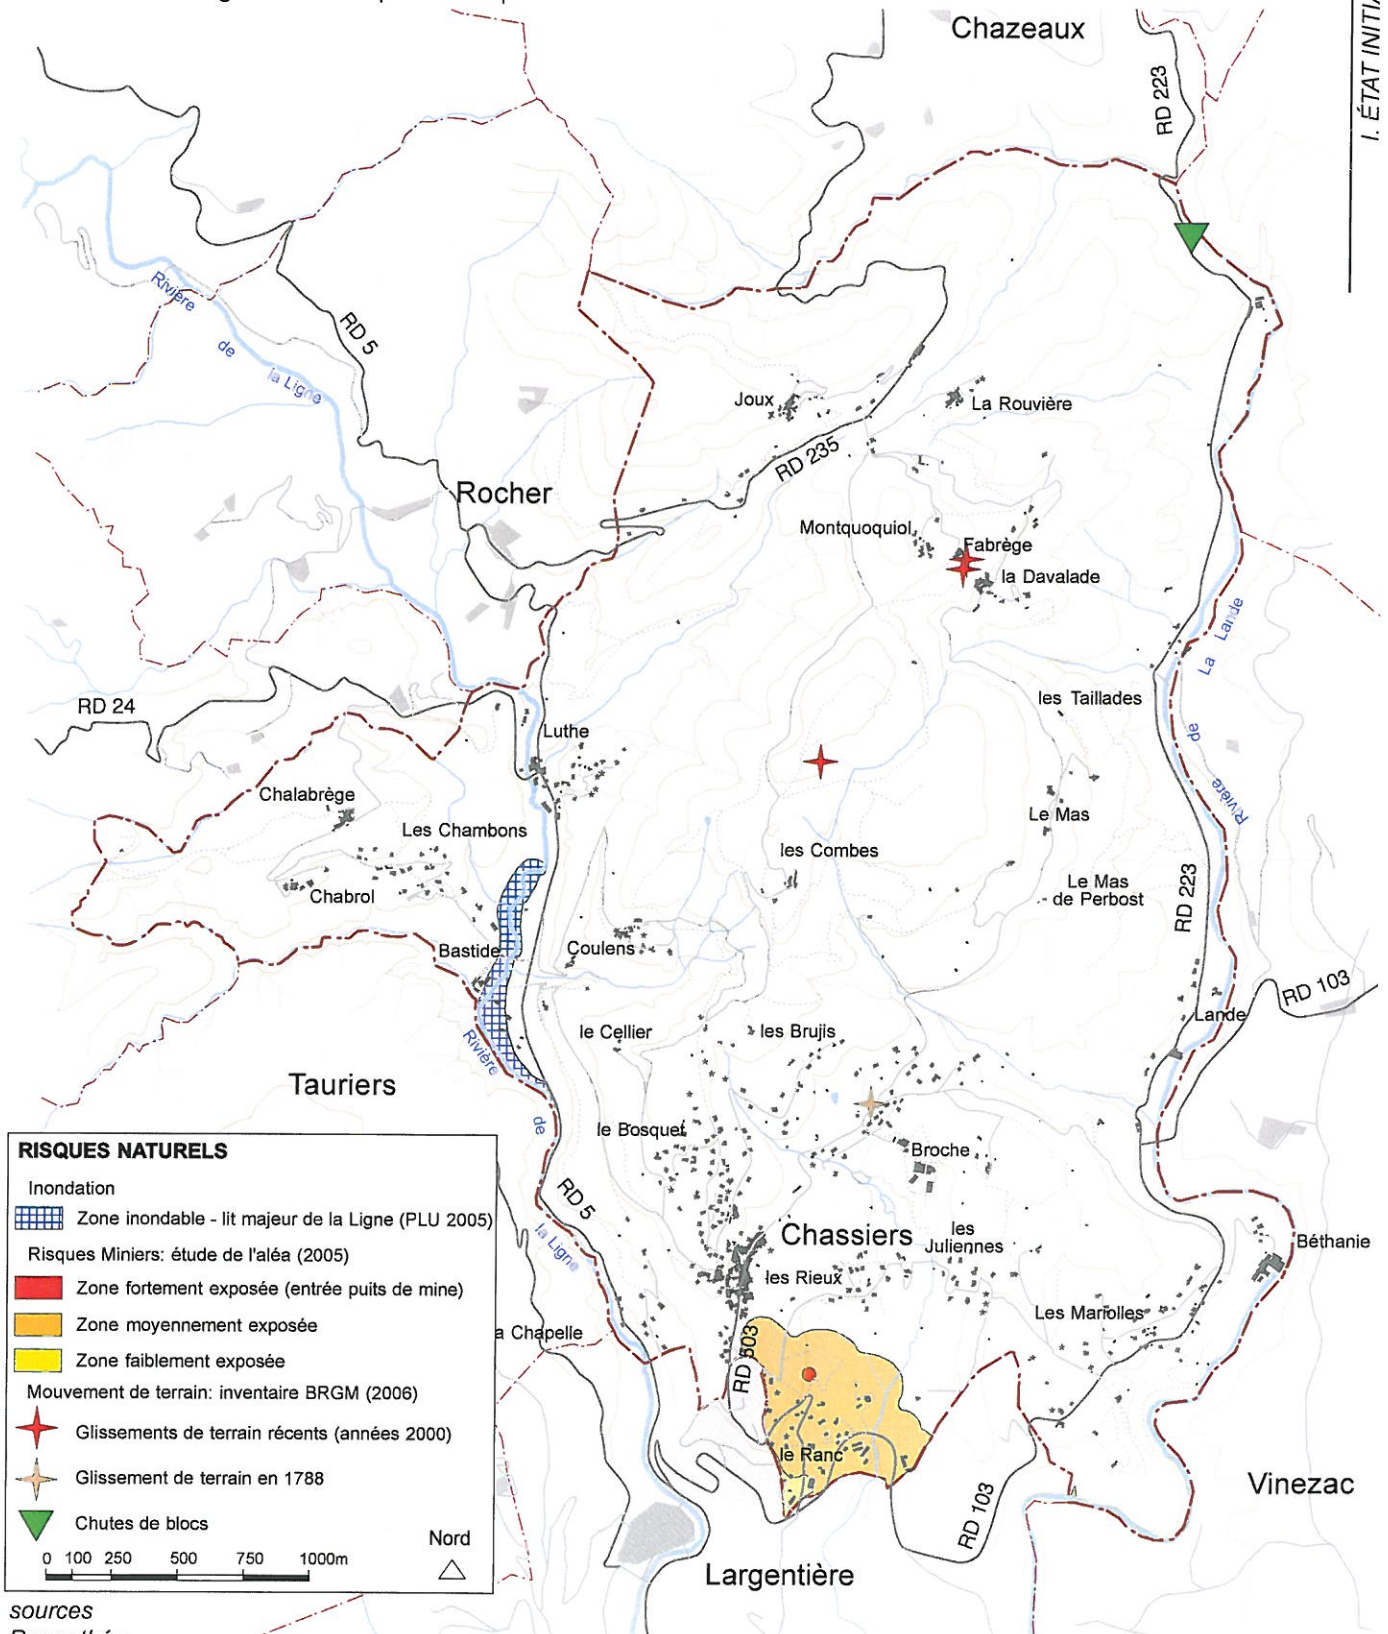 Chazeaux
I. ÉTAT INITIA
RD 223
Rivière
de
la Ligne
RD 5
Joux
La Rouvière
RD 235
Rocher
Montquoquiol
Fabrège
la Davalade
La Lande
de
Rivière
les Taillades
RD 24
Luthe
Chalabrège
Les Chambons
Le Mas
les Combes
Chabrol
Le Mas
de Perbost
RD 223
Bastide
Coulens
RD 103
Lande
le Cellier
les Brujis
Rivière
de
la Ligne
Tauriers
le Bosquet
Broche
RD 5
Chassiers
les
Juliennes
Béthanie
les Rieux
Les Mariolles
a Chapelle
RD 503
le Ranc
RD 103
Vinezac
Largentière
RISQUES NATURELS
Inondation
Zone inondable - lit majeur de la Ligne (PLU 2005)
Risques Miniers: étude de l'aléa (2005)
Zone fortement exposée (entrée puits de mine)
Zone moyennement exposée
Zone faiblement exposée
Mouvement de terrain: inventaire BRGM (2006)
Glissements de terrain récents (années 2000)
Glissement de terrain en 1788
Chutes de blocs
Nord
0 100 250 500 750 1000m
sources